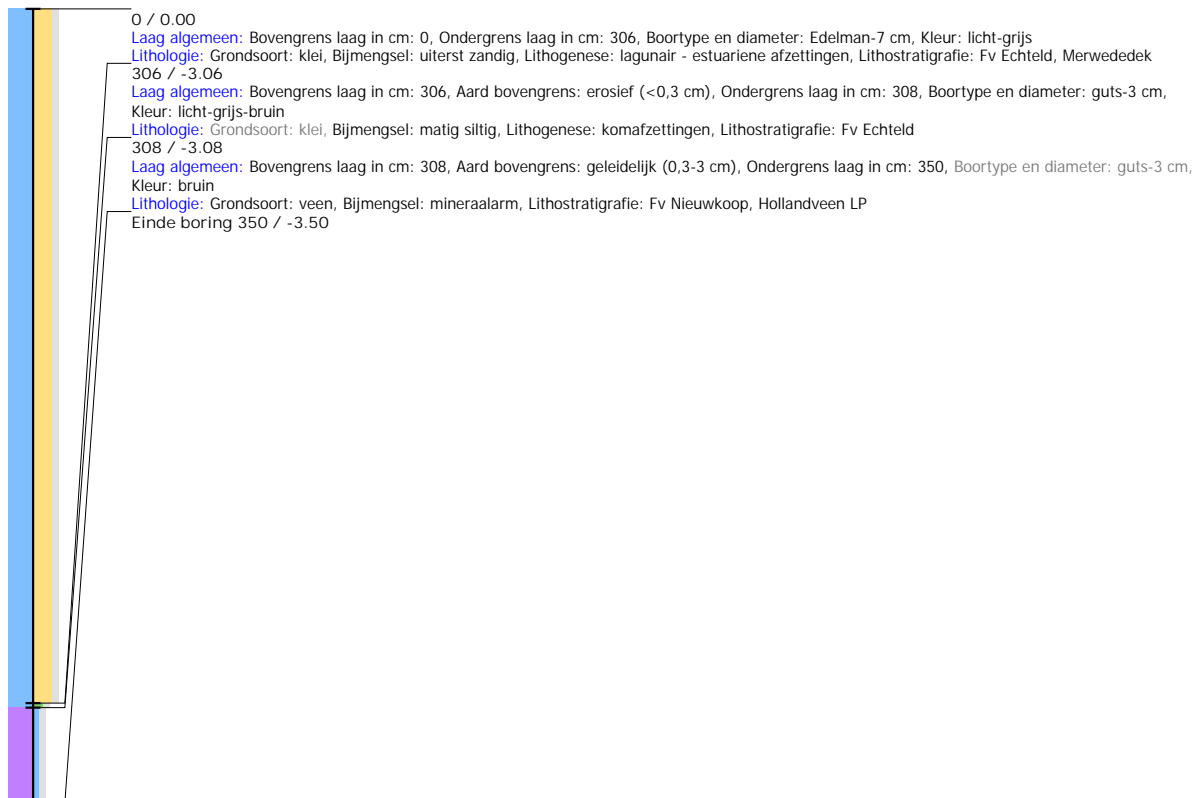 0 / 0.00
Laag algemeen: Bovengrens laag in cm: 0, Ondergrens laag in cm: 306, Boortype en diameter: Edelman-7 cm, Kleur: licht-grijs
Lithologie: Grondsoort: klei, Bijmengsel: uiterst zandig, Lithogenese: lagunair - estuariene afzettingen, Lithostratigrafie: Fv Echteld, Merwededek
306 / -3.06
Laag algemeen: Bovengrens laag in cm: 306, Aard bovengrens: erosief (<0,3 cm), Ondergrens laag in cm: 308, Boortype en diameter: guts-3 cm,
Kleur: licht-grijs-bruin
Lithologie: Grondsoort: klei, Bijmengsel: matig siltig, Lithogenese: komafzettingen, Lithostratigrafie: Fv Echteld
308 / -3.08
Laag algemeen: Bovengrens laag in cm: 308, Aard bovengrens: geleidelijk (0,3-3 cm), Ondergrens laag in cm: 350, Boortype en diameter: guts-3 cm,
Kleur: bruin
Lithologie: Grondsoort: veen, Bijmengsel: mineraalarm, Lithostratigrafie: Fv Nieuwkoop, Hollandveen LP
Einde boring 350 / -3.50